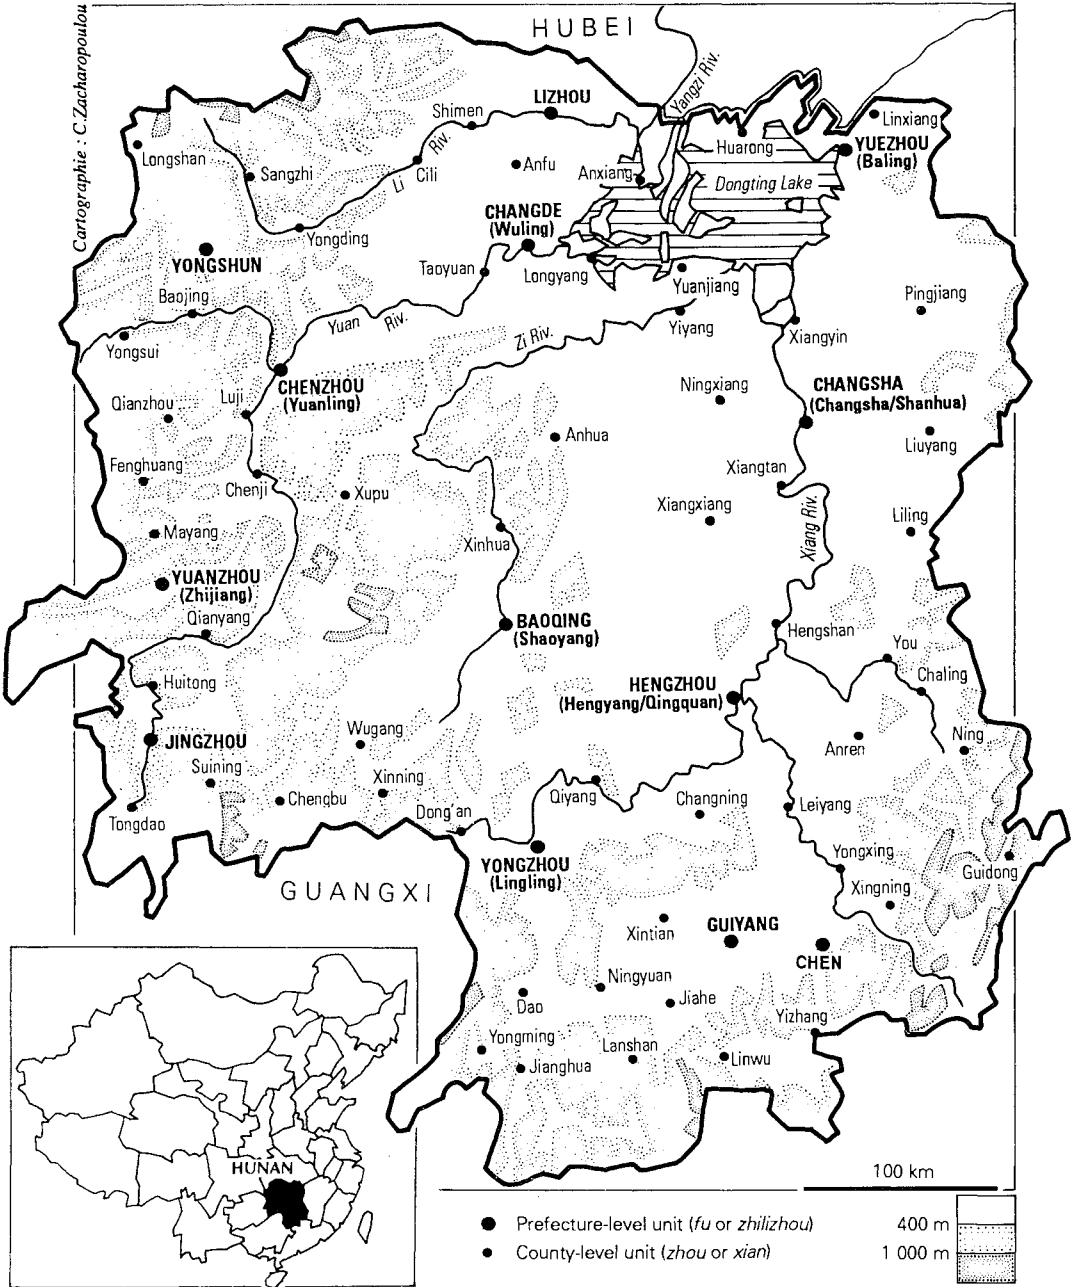 Cartographie : C.Zacharopoulou
HUBEI
Yangzi Riv.
LIZHOU
Shimen
Linxiang
Huarong
YUEZHOU
(Baling)
Longshan
Sangzhi
Li
Riv.
Cili
Anfu
Anxiang
Dongting Lake
CHANGDE
(Wuling)
Yongding
YONGSHUN
Taoyuan
Longyang
Yuanjiang
Baojing
Pingjiang
Yuan
Riv.
Zi Riv.
Yiyang
Xiangyin
Yongsui
CHENZHOU
(Yuanling)
Ningxiang
CHANGSHA
(Changsha/Shanhua)
Qianzhou
Luji
Anhua
Liuyang
Fenghuang
Chenji
Xupu
Xiangtan
Xiangxiang
Xiang Riv.
Liling
Mayang
Xinhua
YUANZHOU
(Zhijiang)
Qianyang
BAOQING
(Shaoyang)
Hengshan
You
Chaling
Huitong
HENGZHOU
(Hengyang/Qingquan)
JINGZHOU
Wugang
Anren
Ning
Suining
Xinning
Chengbu
Qiyang
Changning
Leiyang
Tongdao
Dong'an
YONGZHOU
(Lingling)
Yongxing
Guidong
Xingning
GUANGXI
Xintian
GUIYANG
CHEN
Ningyuan
Dao
Jiahe
Yizhang
Yongming
Lanshan
Linwu
Jianghua
HUNAN
100 km
Prefecture-level unit (fu or zhilizhou)
County-level unit (zhou or xian)
400 m
1 000 m